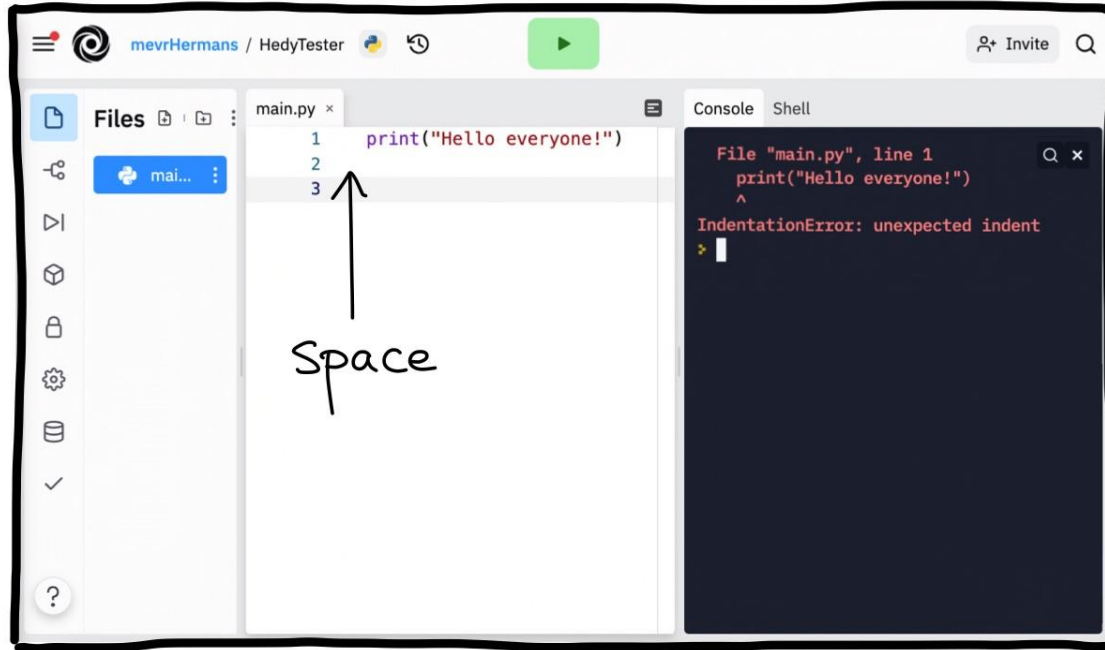 mevrHermans / HedyTester
Invite
Files
mai...
main.py ×
1 print("Hello everyone!")
2
3
Space
Console Shell
File "main.py", line 1
print("Hello everyone!")
^
IndentationError: unexpected indent
>
?